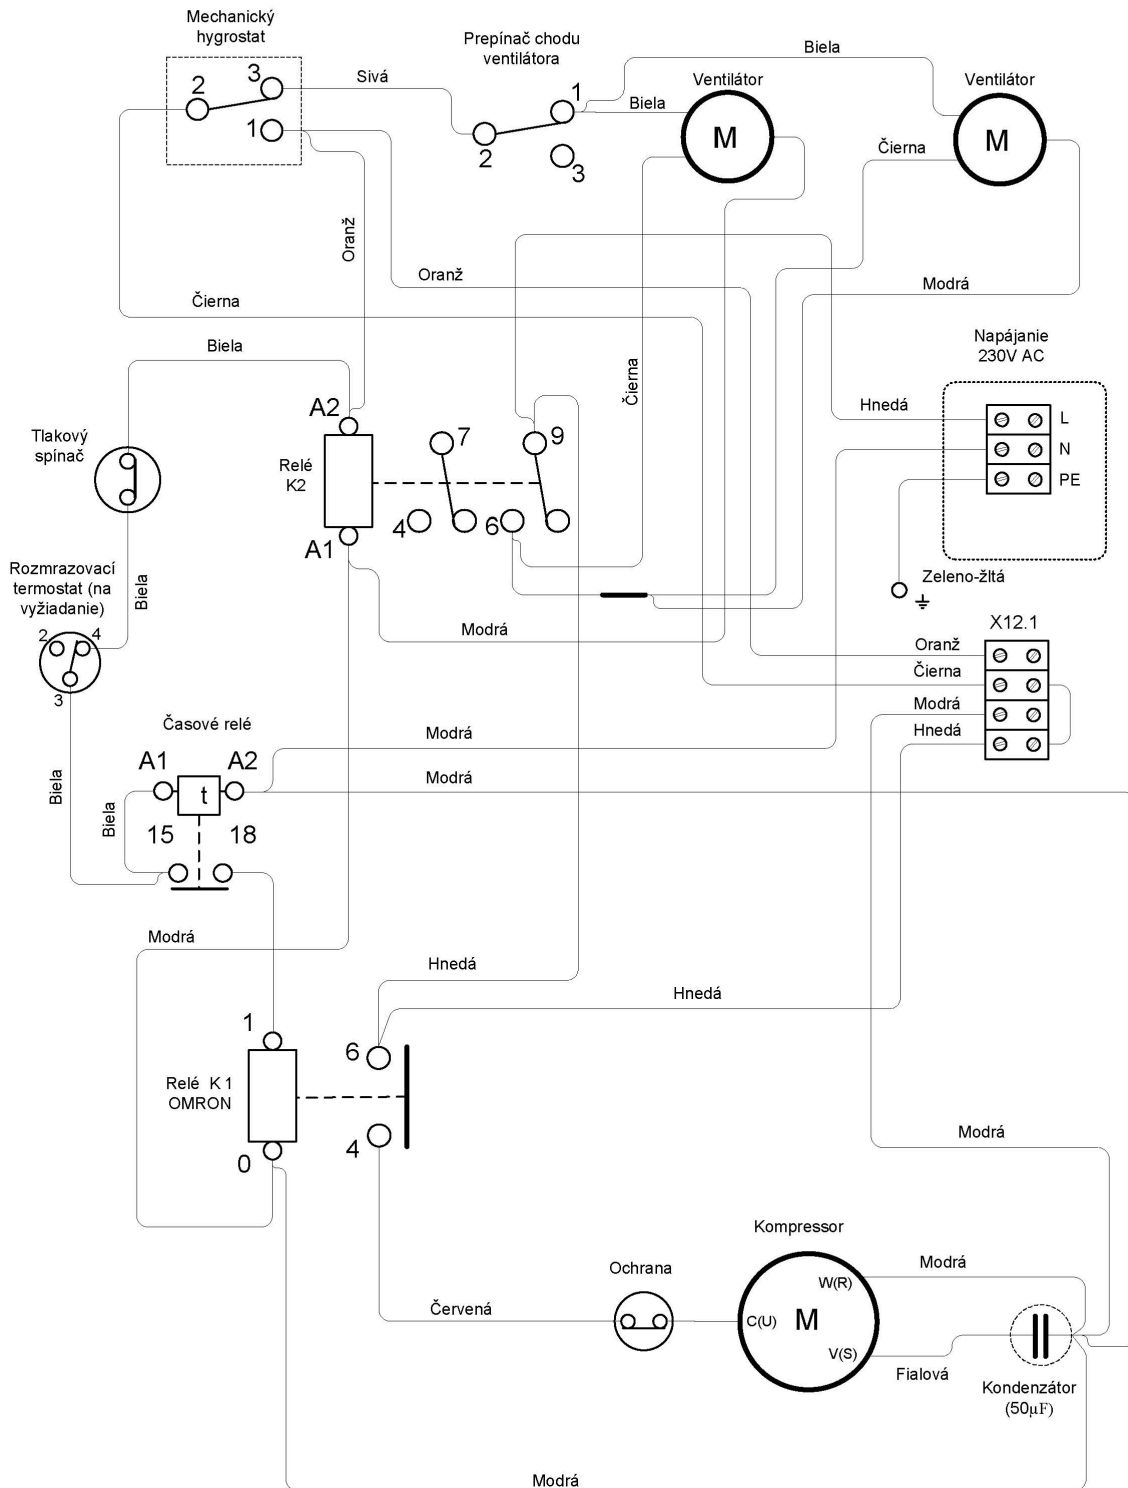 Mechanický
hygrostat
Prepínač chodu
ventilátora
Biela
Ventilátor
Ventilátor
3
Sivá
2
1
Biela
1
M
M
2
3
Čierna
Oranž
Oranž
Modrá
Čierna
Biela
Napájanie
230V AC
Čierna
Hnedá
L
A2
Tlakový
spínač
7
9
N
Relé
K2
PE
4
6
A1
Rozmrazovací
termostat (na
vyžiadanie)
Biela
Zeleno-žltá
X12.1
Modrá
2
4
Oranž
Čierna
3
Modrá
Časové relé
Modrá
Hnedá
A1
A2
Modrá
t
Biela
Biela
15
18
Modrá
Hnedá
Hnedá
1
6
Relé K1
OMRON
4
0
Modrá
Kompressor
Ochrana
Modrá
W(R)
Červená
C(U)
M
V(S)
Fialová
Kondenzátor
(50µF)
Modrá